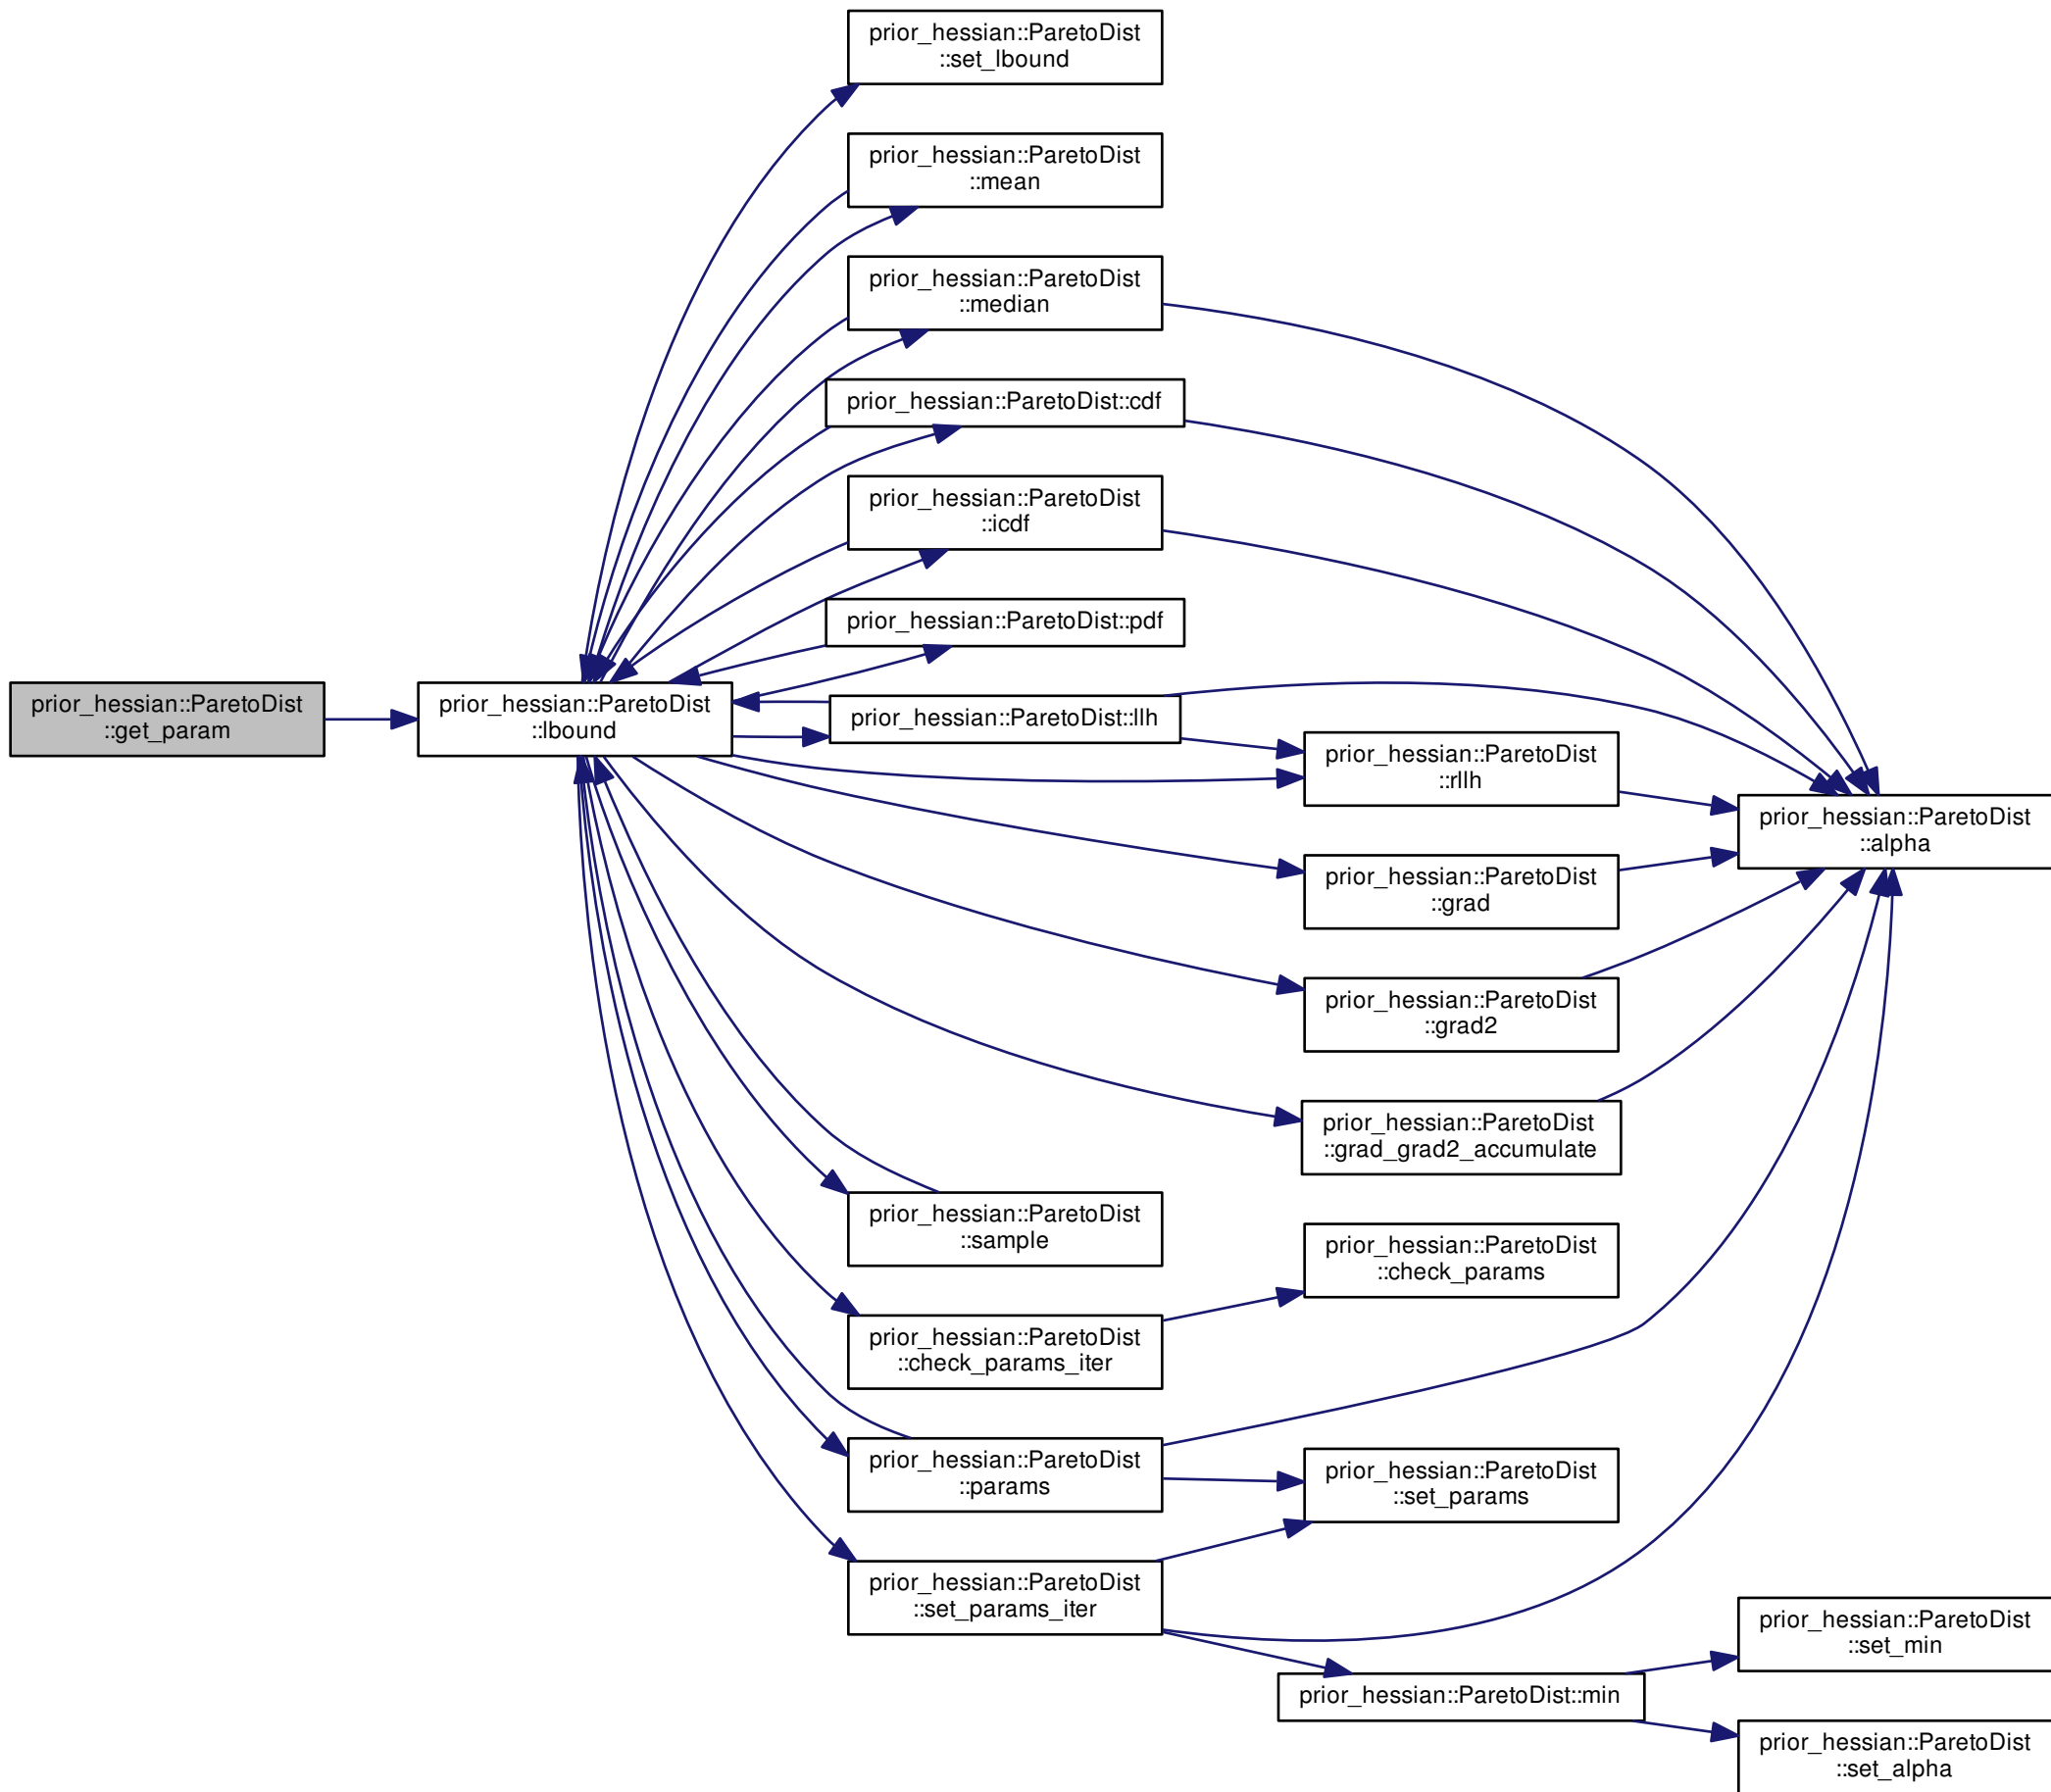 prior_hessian::ParetoDist
::set_lbound
prior_hessian::ParetoDist
::mean
prior_hessian::ParetoDist
::median
prior_hessian::ParetoDist::cdf
prior_hessian::ParetoDist
::icdf
prior_hessian::ParetoDist::pdf
prior_hessian::ParetoDist
::get_param
prior_hessian::ParetoDist
::lbound
prior_hessian::ParetoDist::llh
prior_hessian::ParetoDist
::rllh
prior_hessian::ParetoDist
::alpha
prior_hessian::ParetoDist
::grad
prior_hessian::ParetoDist
::grad2
prior_hessian::ParetoDist
::grad_grad2_accumulate
prior_hessian::ParetoDist
::sample
prior_hessian::ParetoDist
::check_params
prior_hessian::ParetoDist
::check_params_iter
prior_hessian::ParetoDist
::params
prior_hessian::ParetoDist
::set_params
prior_hessian::ParetoDist
::set_params_iter
prior_hessian::ParetoDist
::set_min
prior_hessian::ParetoDist::min
prior_hessian::ParetoDist
::set_alpha